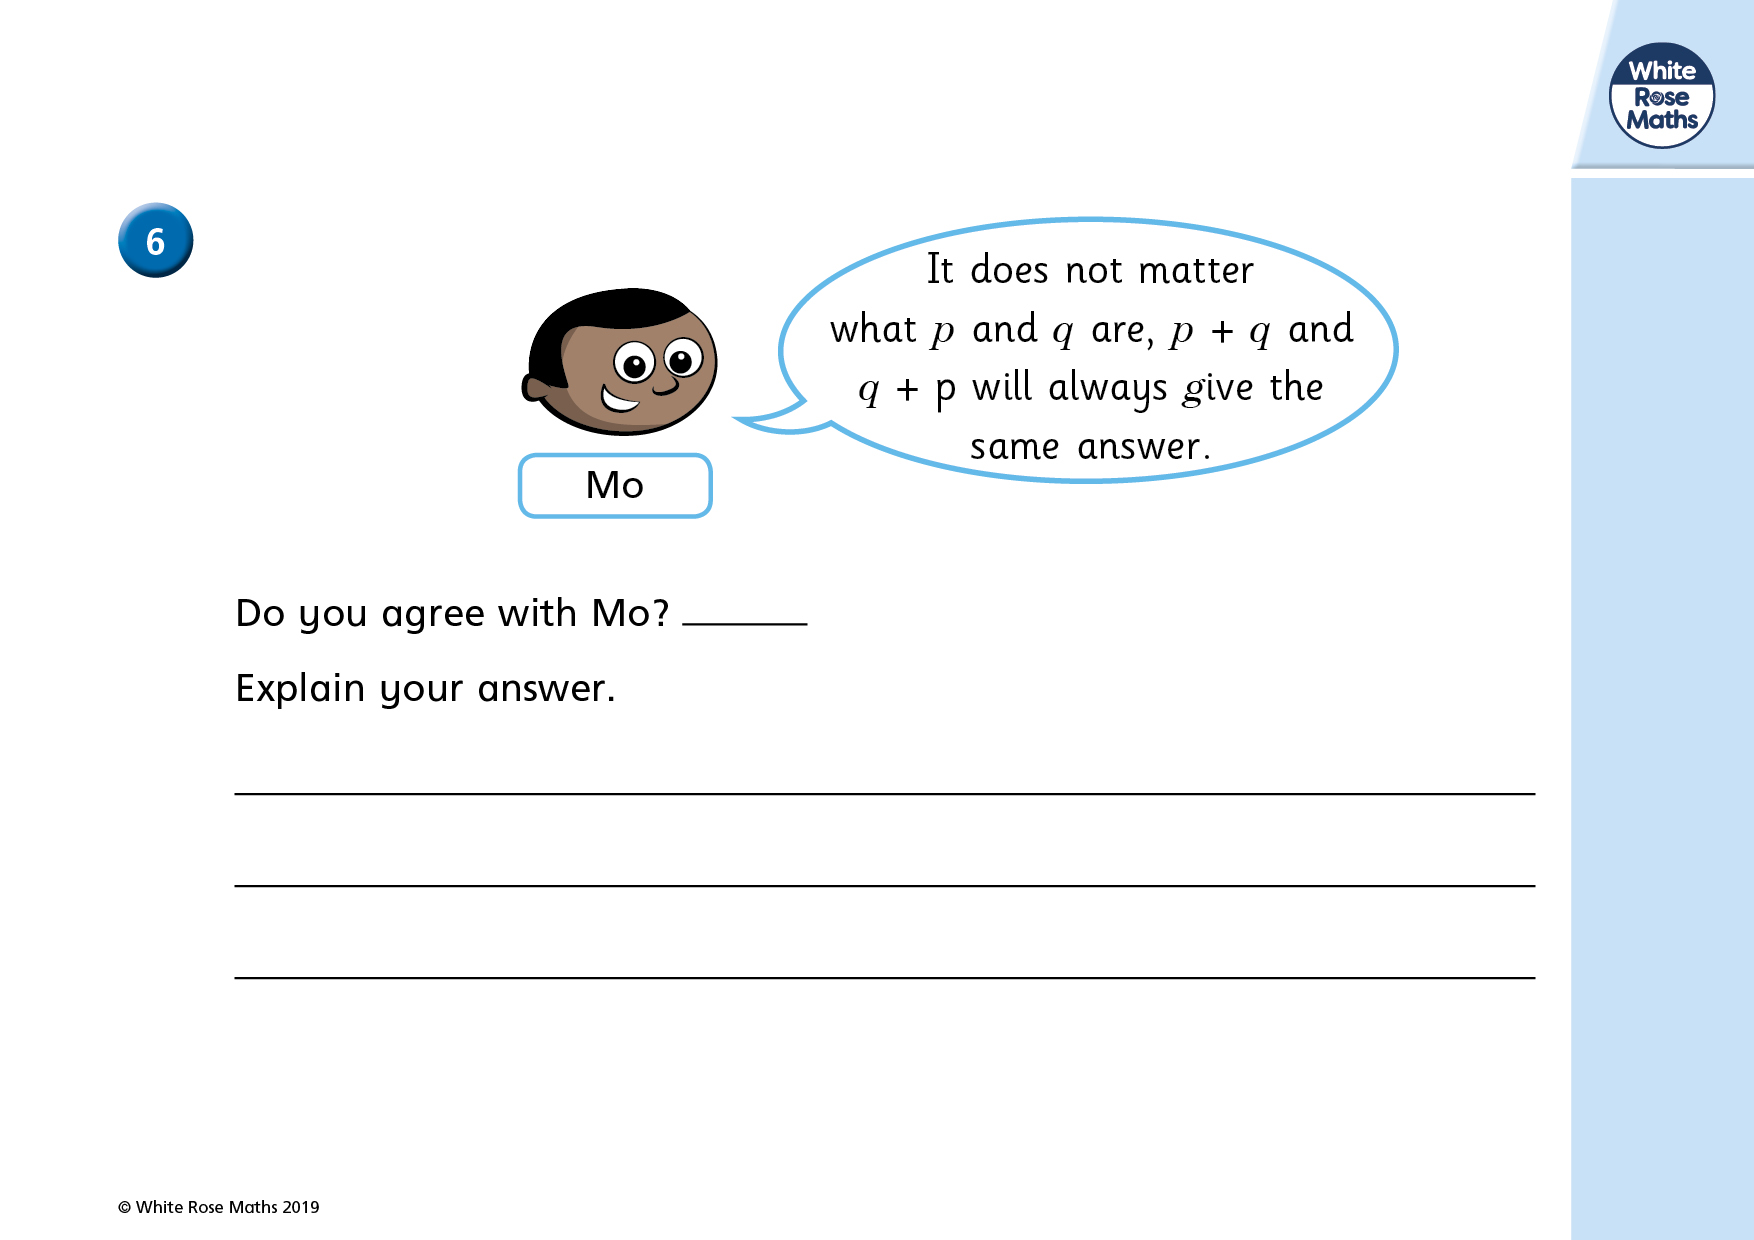 White
Rose
Maths
6
It does not matter
what p and q are, p + q and
q + p will always give the
same answer.
Mo
Do you agree with Mo?
Explain your answer.
© White Rose Maths 2019